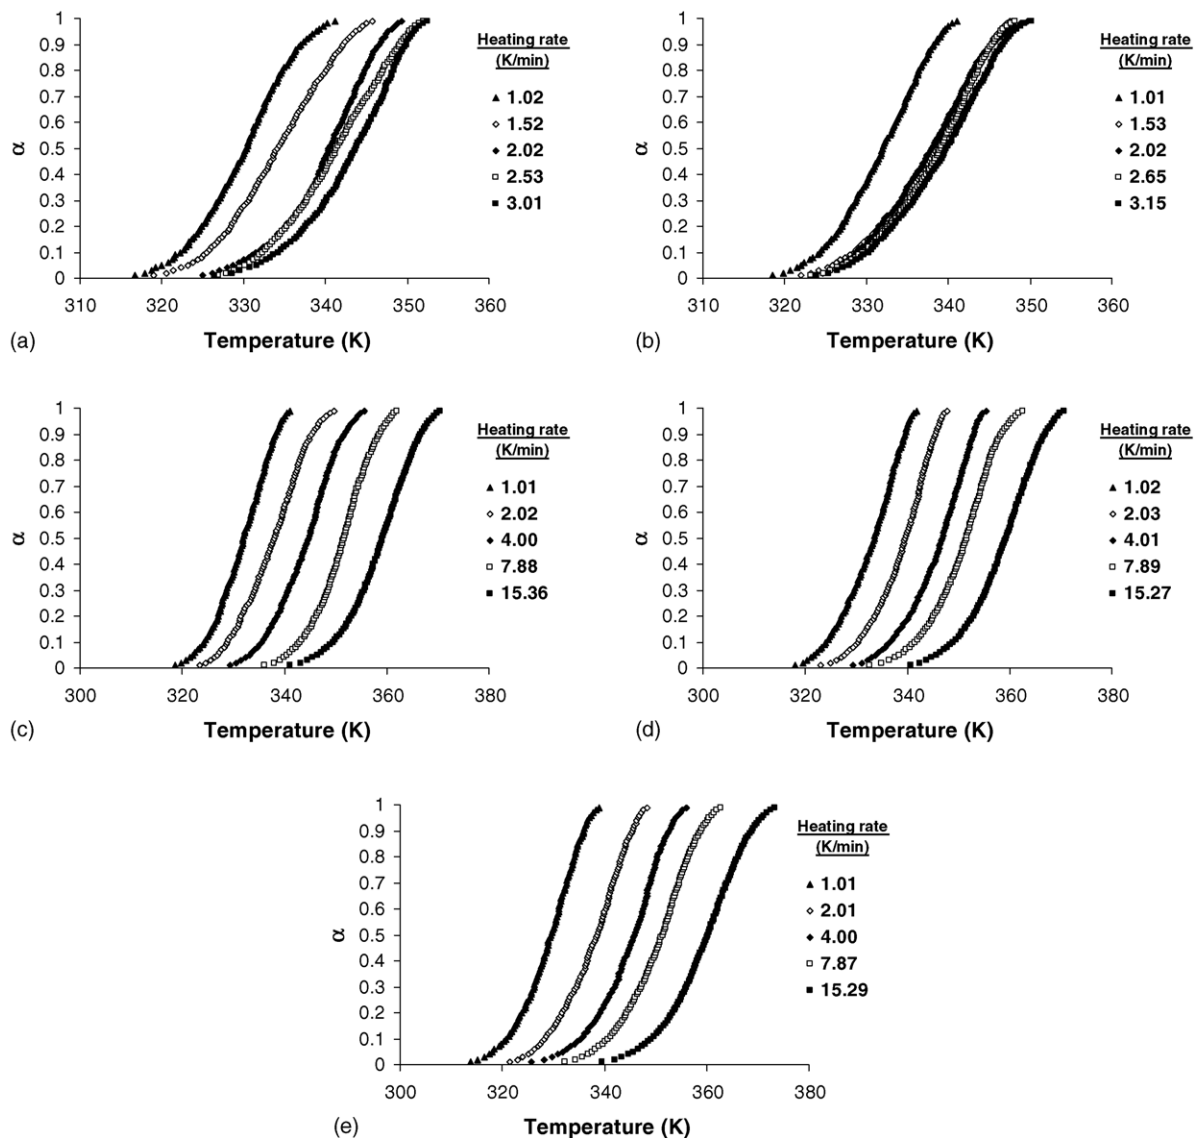 1
0.9
0.8
0.7
0.6
0.5
0.4
0.3
0.2
0.1
0
α
310 320 330 340 350 360
Temperature (K)
Heating rate
(K/min)
▲ 1.02
◇ 1.52
◆ 2.02
□ 2.53
■ 3.01
(a)
1
0.9
0.8
0.7
0.6
0.5
0.4
0.3
0.2
0.1
0
α
310 320 330 340 350 360
Temperature (K)
Heating rate
(K/min)
▲ 1.01
◇ 1.53
◆ 2.02
□ 2.65
■ 3.15
(b)
1
0.9
0.8
0.7
0.6
0.5
0.4
0.3
0.2
0.1
0
α
300 320 340 360 380
Temperature (K)
Heating rate
(K/min)
▲ 1.01
◇ 2.02
◆ 4.00
□ 7.88
■ 15.36
(c)
1
0.9
0.8
0.7
0.6
0.5
0.4
0.3
0.2
0.1
0
α
300 320 340 360 380
Temperature (K)
Heating rate
(K/min)
▲ 1.02
◇ 2.03
◆ 4.01
□ 7.89
■ 15.27
(d)
1
0.9
0.8
0.7
0.6
0.5
0.4
0.3
0.2
0.1
0
α
300 320 340 360 380
Temperature (K)
Heating rate
(K/min)
▲ 1.01
◇ 2.01
◆ 4.00
□ 7.87
■ 15.29
(e)